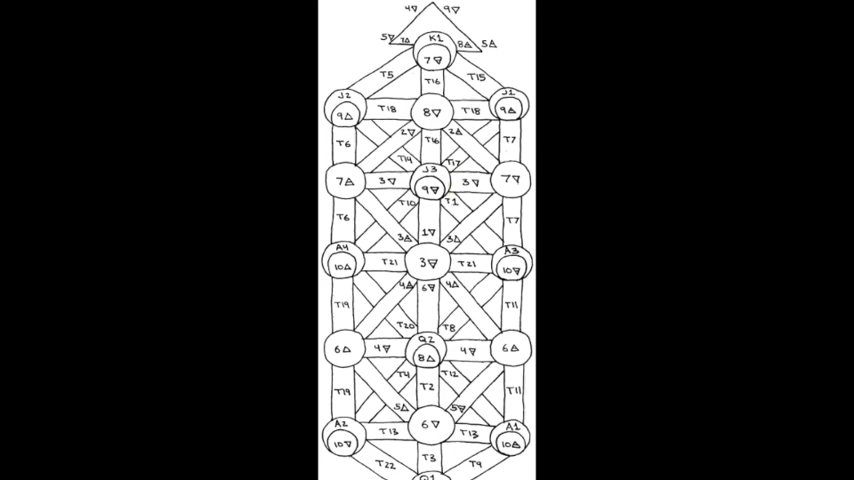 4▽ 9▽
5▽ 7△ K1 8△ 5△
7▽
T5 T16 T15
J2 J1
9△ T18 8▽ T18 9△
T6 2▽ T16 2△ T7
T14 T17
J3
7△ 3▽ 9▽ 3▽ 7▽
T10 T1
T6 T7
1▽
3△ 3△
A4 A3
10△ T21 3▽ T21 10▽
4△ 6▽ 4△
T19 T11
T20 T8
Q2
6△ 4▽ 8△ 4▽ 6△
T4 T12
T19 T2 T11
5△ 5▽
A2 6▽ A1
10▽ T13 T13 10△
T22 T3 T9
Q1